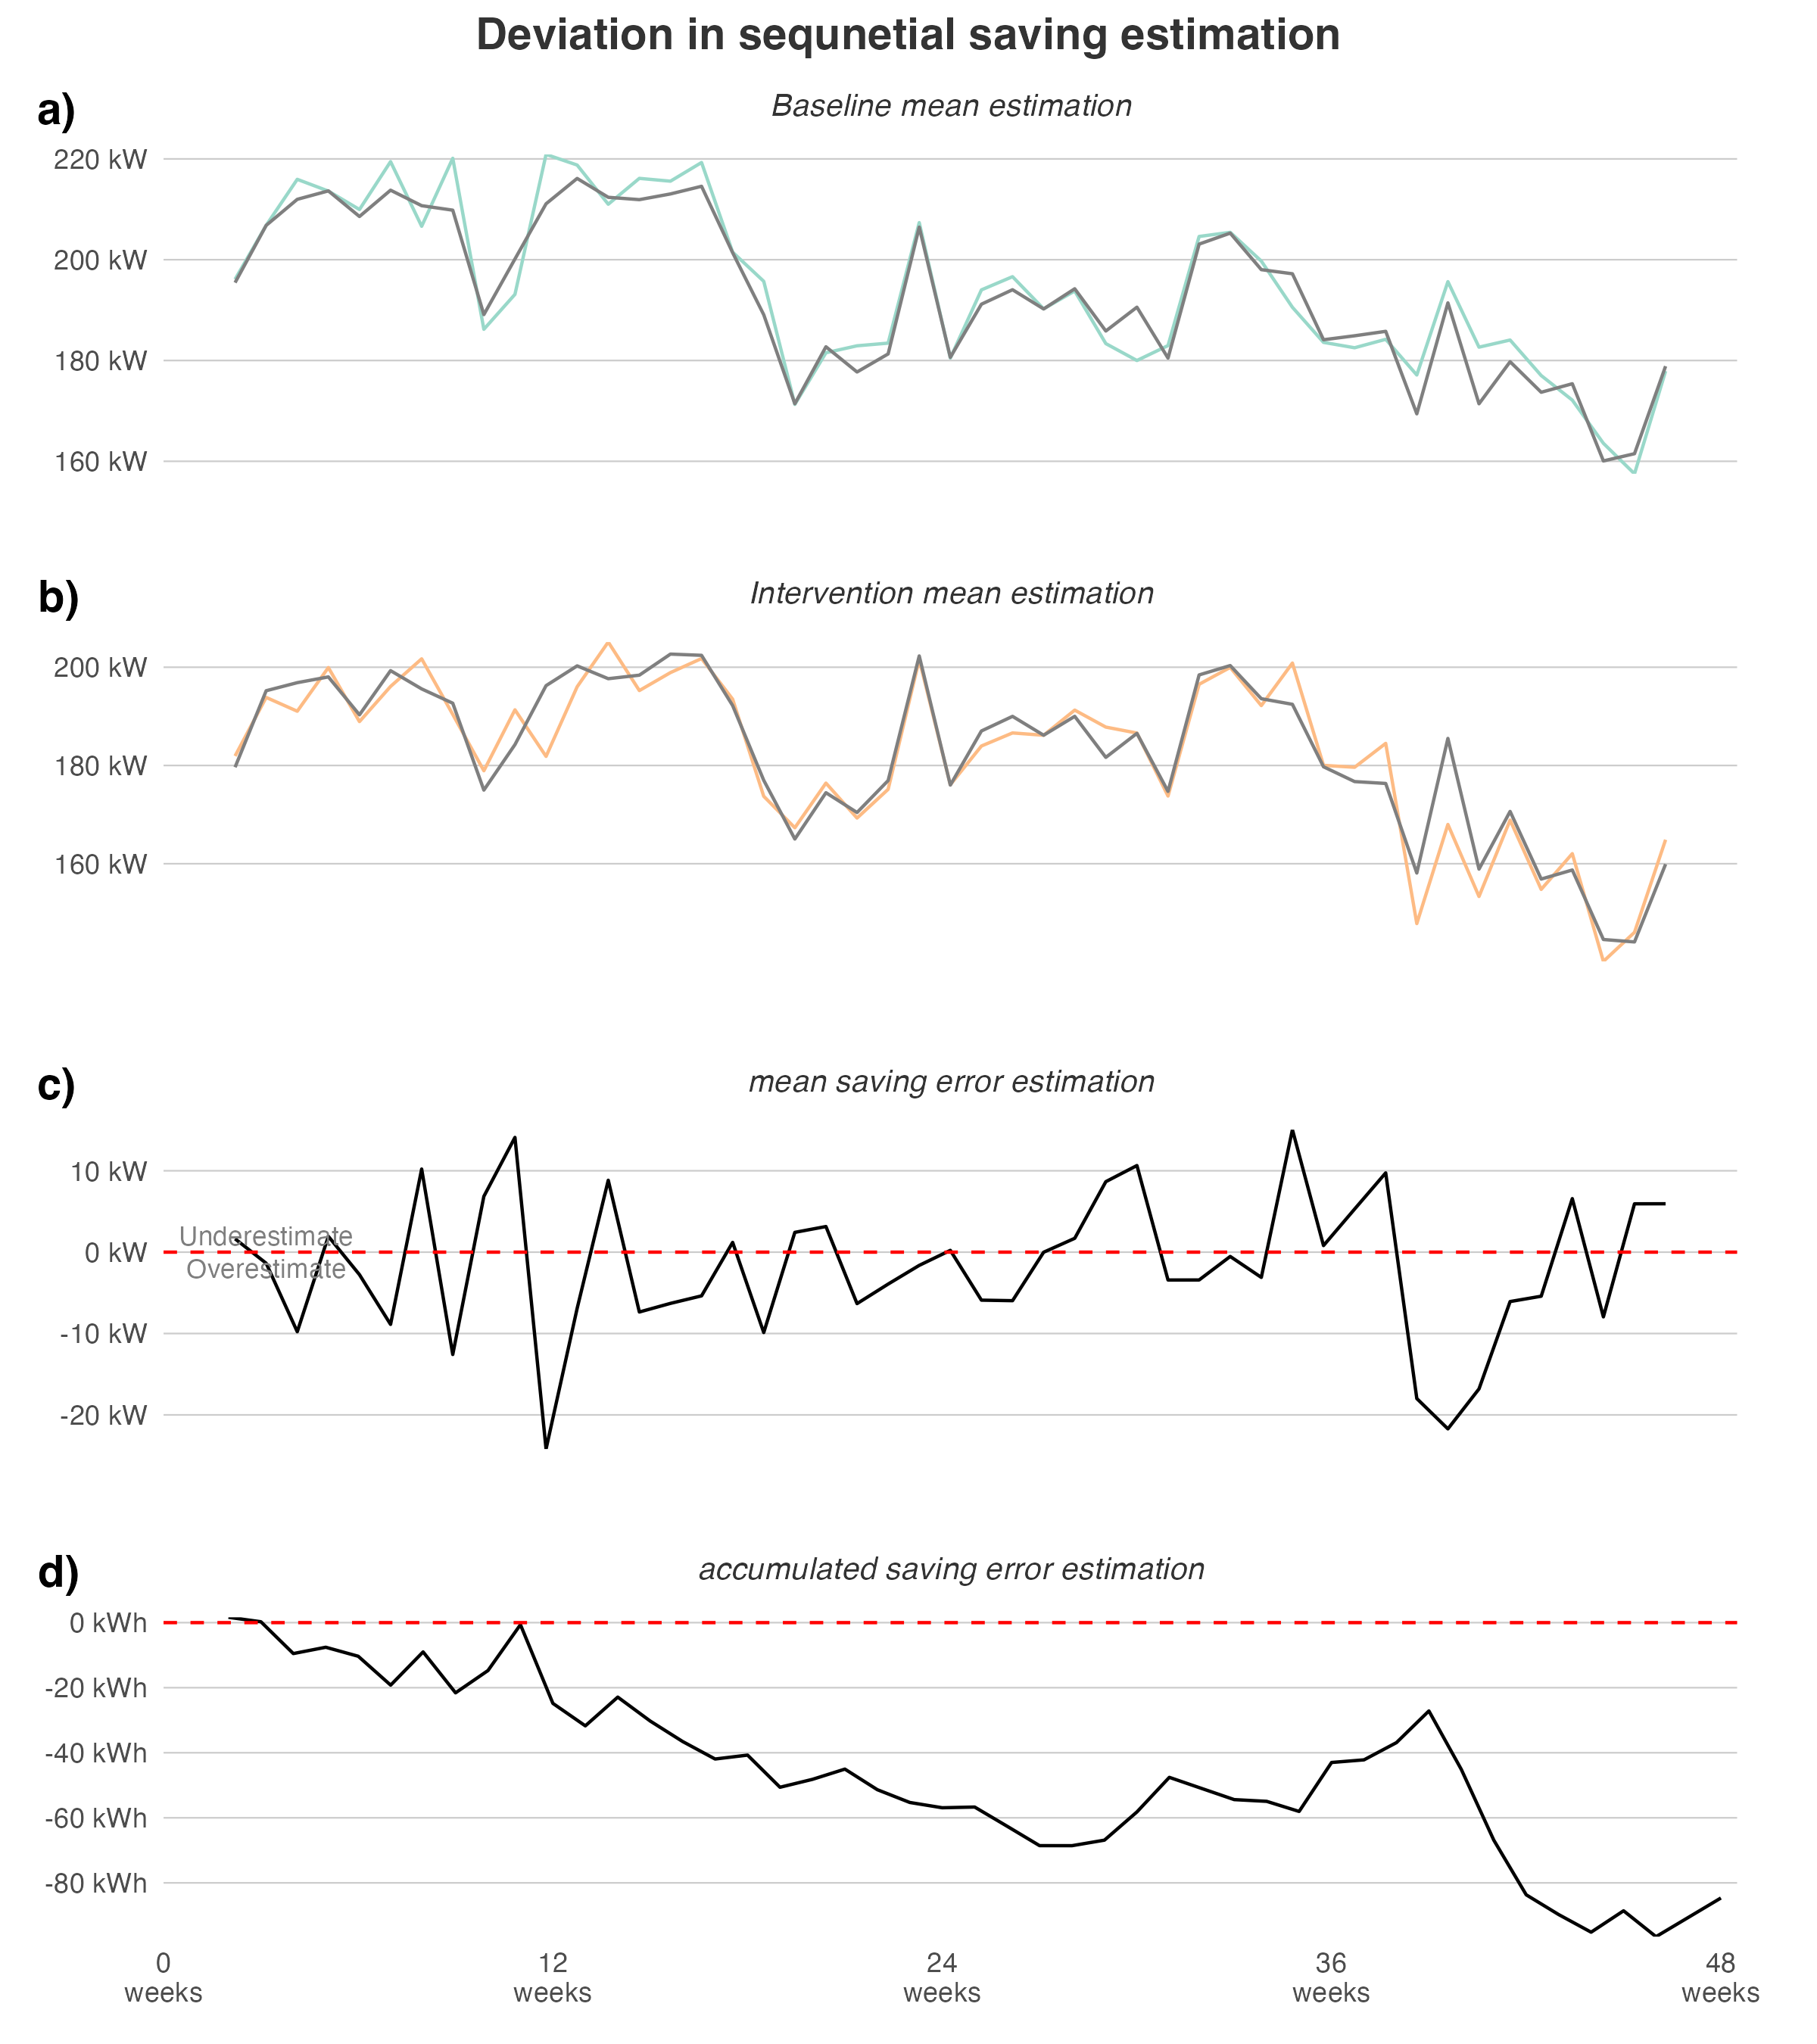 Deviation in sequnetial saving estimation
a)
Baseline mean estimation
220 kW
200 kW
180 kW
160 kW
b)
Intervention mean estimation
200 kW
180 kW
160 kW
c)
mean saving error estimation
10 kW
Underestimate
0 kW
Overestimate
-10 kW
-20 kW
d)
accumulated saving error estimation
0 kWh
-20 kWh
-40 kWh
-60 kWh
-80 kWh
0 12 24 36 48
weeks weeks weeks weeks weeks